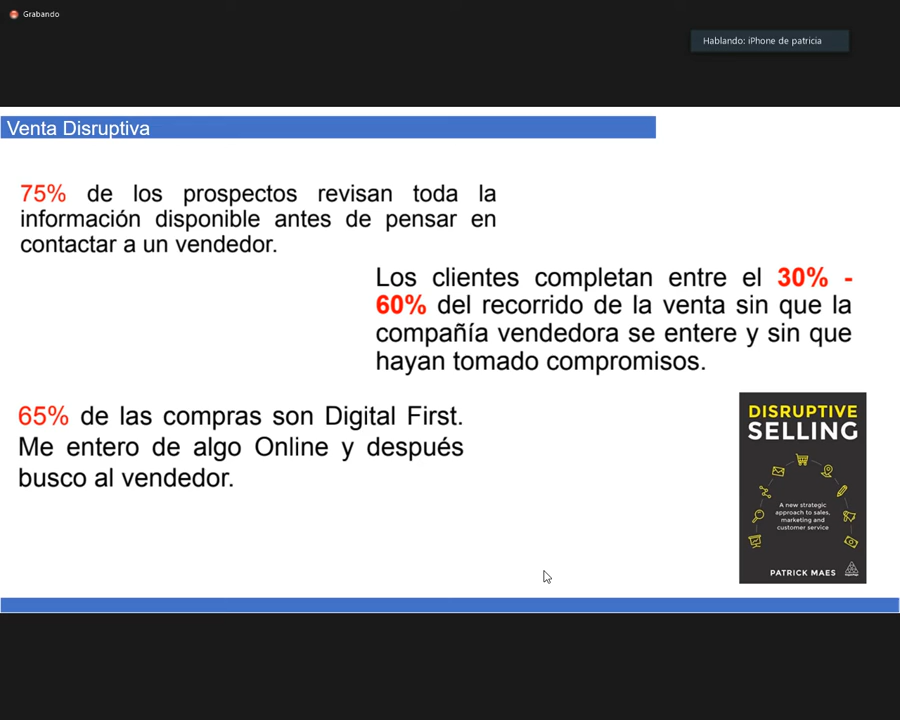 Grabando
Hablando: iPhone de patricia
Venta Disruptiva
75% de los prospectos revisan toda la
información disponible antes de pensar en
contactar a un vendedor.
Los clientes completan entre el 30% -
60% del recorrido de la venta sin que la
compañía vendedora se entere y sin que
hayan tomado compromisos.
65% de las compras son Digital First.
Me entero de algo Online y después
busco al vendedor.
DISRUPTIVE
SELLING
A new strategic
approach to sales,
marketing and
customer service
PATRICK MAES